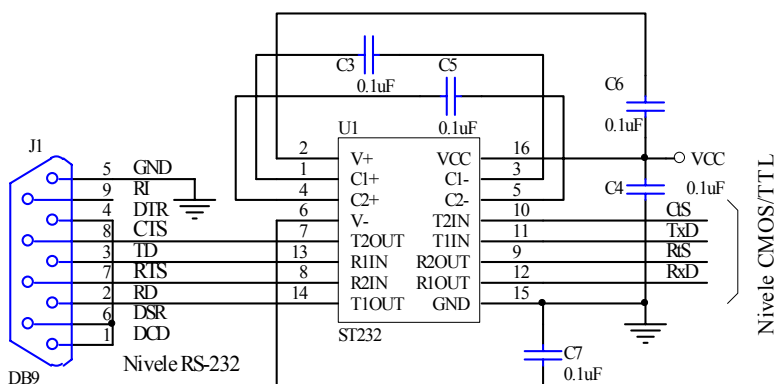 C3
0.1uF
C5
0.1uF
C6
0.1uF
U1
J1
5 GND
9 RI
4 DTR
8 CTS
3 TD
7 RTS
2 RD
6 DSR
1 DCD
DB9
Nivele RS-232
2 V+ VCC 16
1 C1+ C1- 3
4 C2+ C2- 5
6 V- T2IN 10
7 T2OUT T1IN 11
13 R1IN R2OUT 9
8 R2IN R1OUT 12
14 T1OUT GND 15
ST232
VCC
C4
0.1uF
CtS
TxD
RtS
RxD
C7
0.1uF
Nivele CMOS/TTL